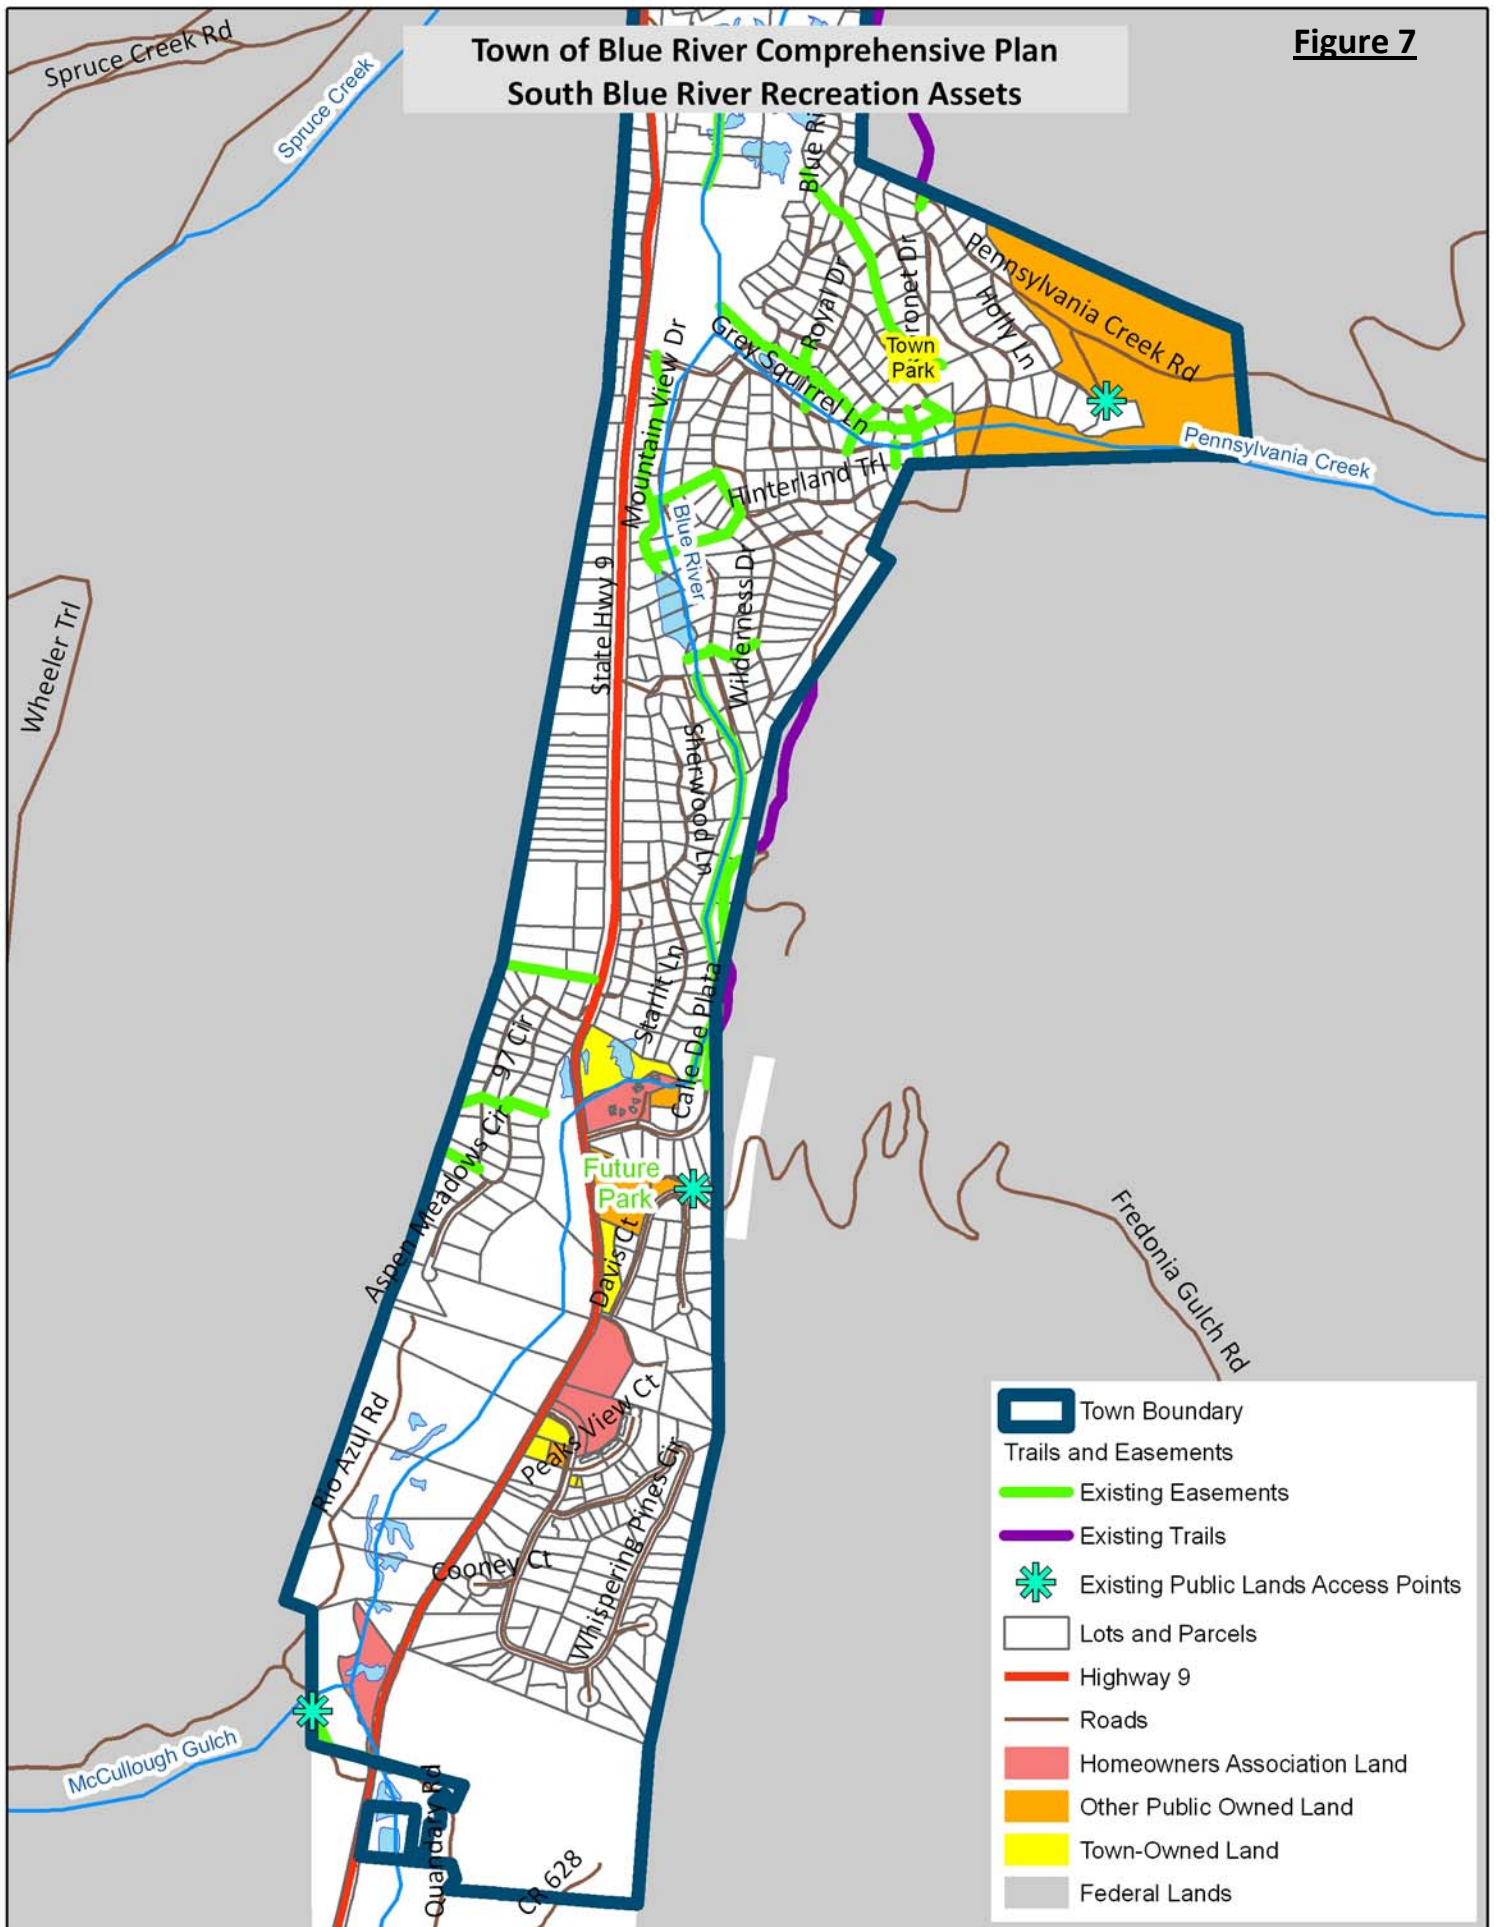 Town of Blue River Comprehensive Plan
South Blue River Recreation Assets
Figure 7
Spruce Creek Rd
Spruce Creek
Blue Ri
Pennsylvania Creek Rd
Royal Dr
ronet Dr
Holly Ln
Grey Squirrel Ln
Town
Park
Mountain View Dr
Pennsylvania Creek
Hinterland Trl
Blue River
State Hwy 9
Wilderness Dr
Wheeler Trl
Sherwood Ln
Starlit Ln
Calle De Plata
97 Cir
Aspen Meadows Cir
Future
Park
Davis Ct
Fredonia Gulch Rd
Rio Azul Rd
Peaks View Ct
Whispering Pines Cir
Cooney Ct
McCullough Gulch
Quandary Rd
CR 628
Town Boundary
Trails and Easements
Existing Easements
Existing Trails
Existing Public Lands Access Points
Lots and Parcels
Highway 9
Roads
Homeowners Association Land
Other Public Owned Land
Town-Owned Land
Federal Lands